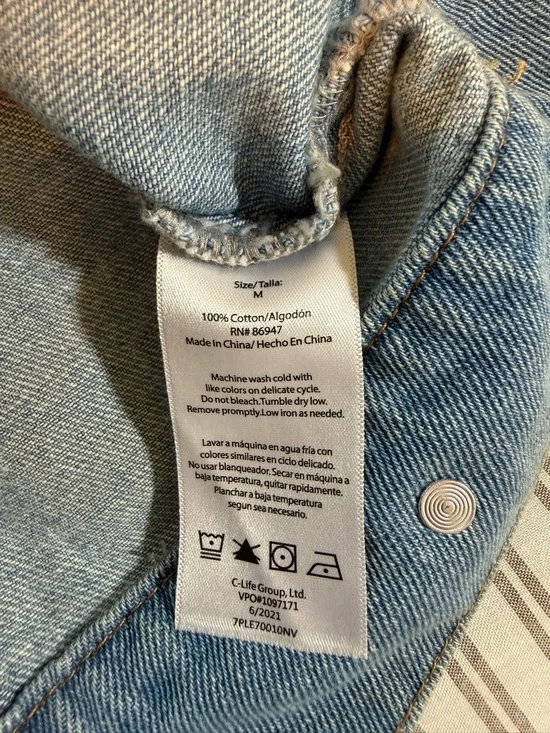 Size/Talla:
M
100% Cotton/Algodón
RN# 86947
Made In China/ Hecho En China
Machine wash cold with
like colors on delicate cycle.
Do not bleach.Tumble dry low.
Remove promptly.Low iron as needed.
Lavar a máquina en agua fría con
colores similares en ciclo delicado.
No usar blanqueador. Secar en máquina a
baja temperatura, quitar rapidamente.
Planchar a baja temperatura
segun sea necesario.
C-Life Group, Ltd.
VPO#1097171
6/2021
7PLE70010NV